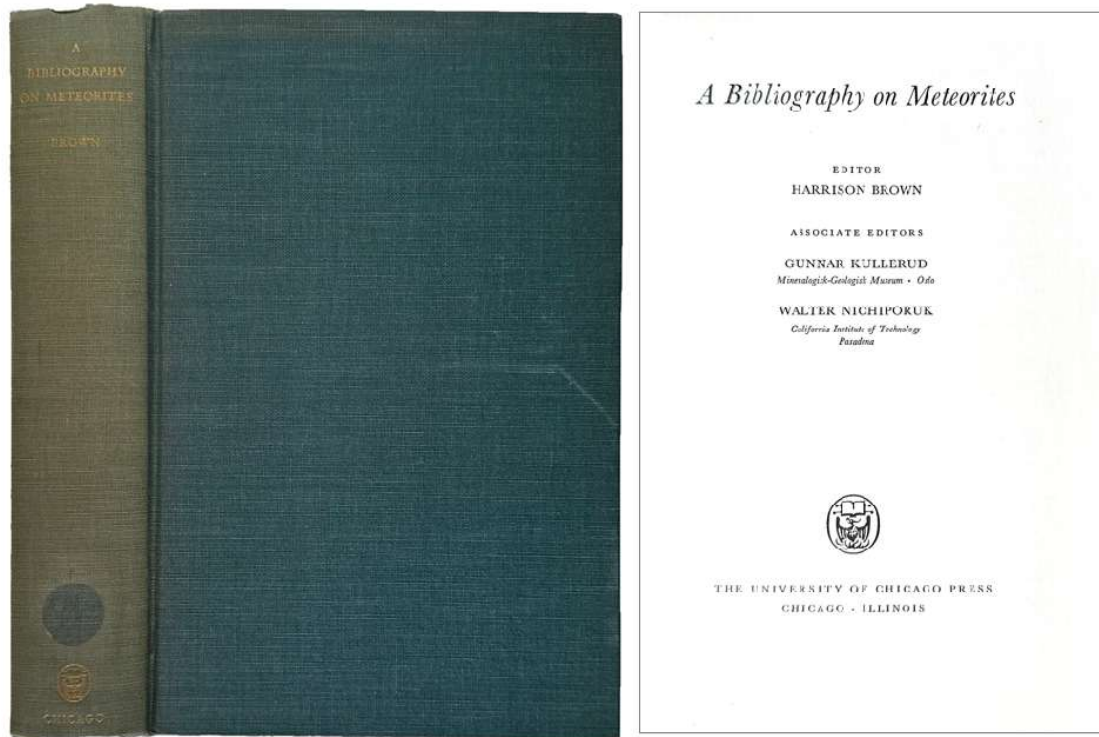 A
BIBLIOGRAPHY
ON METEORITES
BROWN
CHICAGO
A Bibliography on Meteorites
EDITOR
HARRISON BROWN
ASSOCIATE EDITORS
GUNNAR KULLERUD
Mineralogisk-Geologisk Museum · Oslo
WALTER NICHIPORUK
California Institute of Technology
Pasadena
THE UNIVERSITY OF CHICAGO PRESS
CHICAGO · ILLINOIS